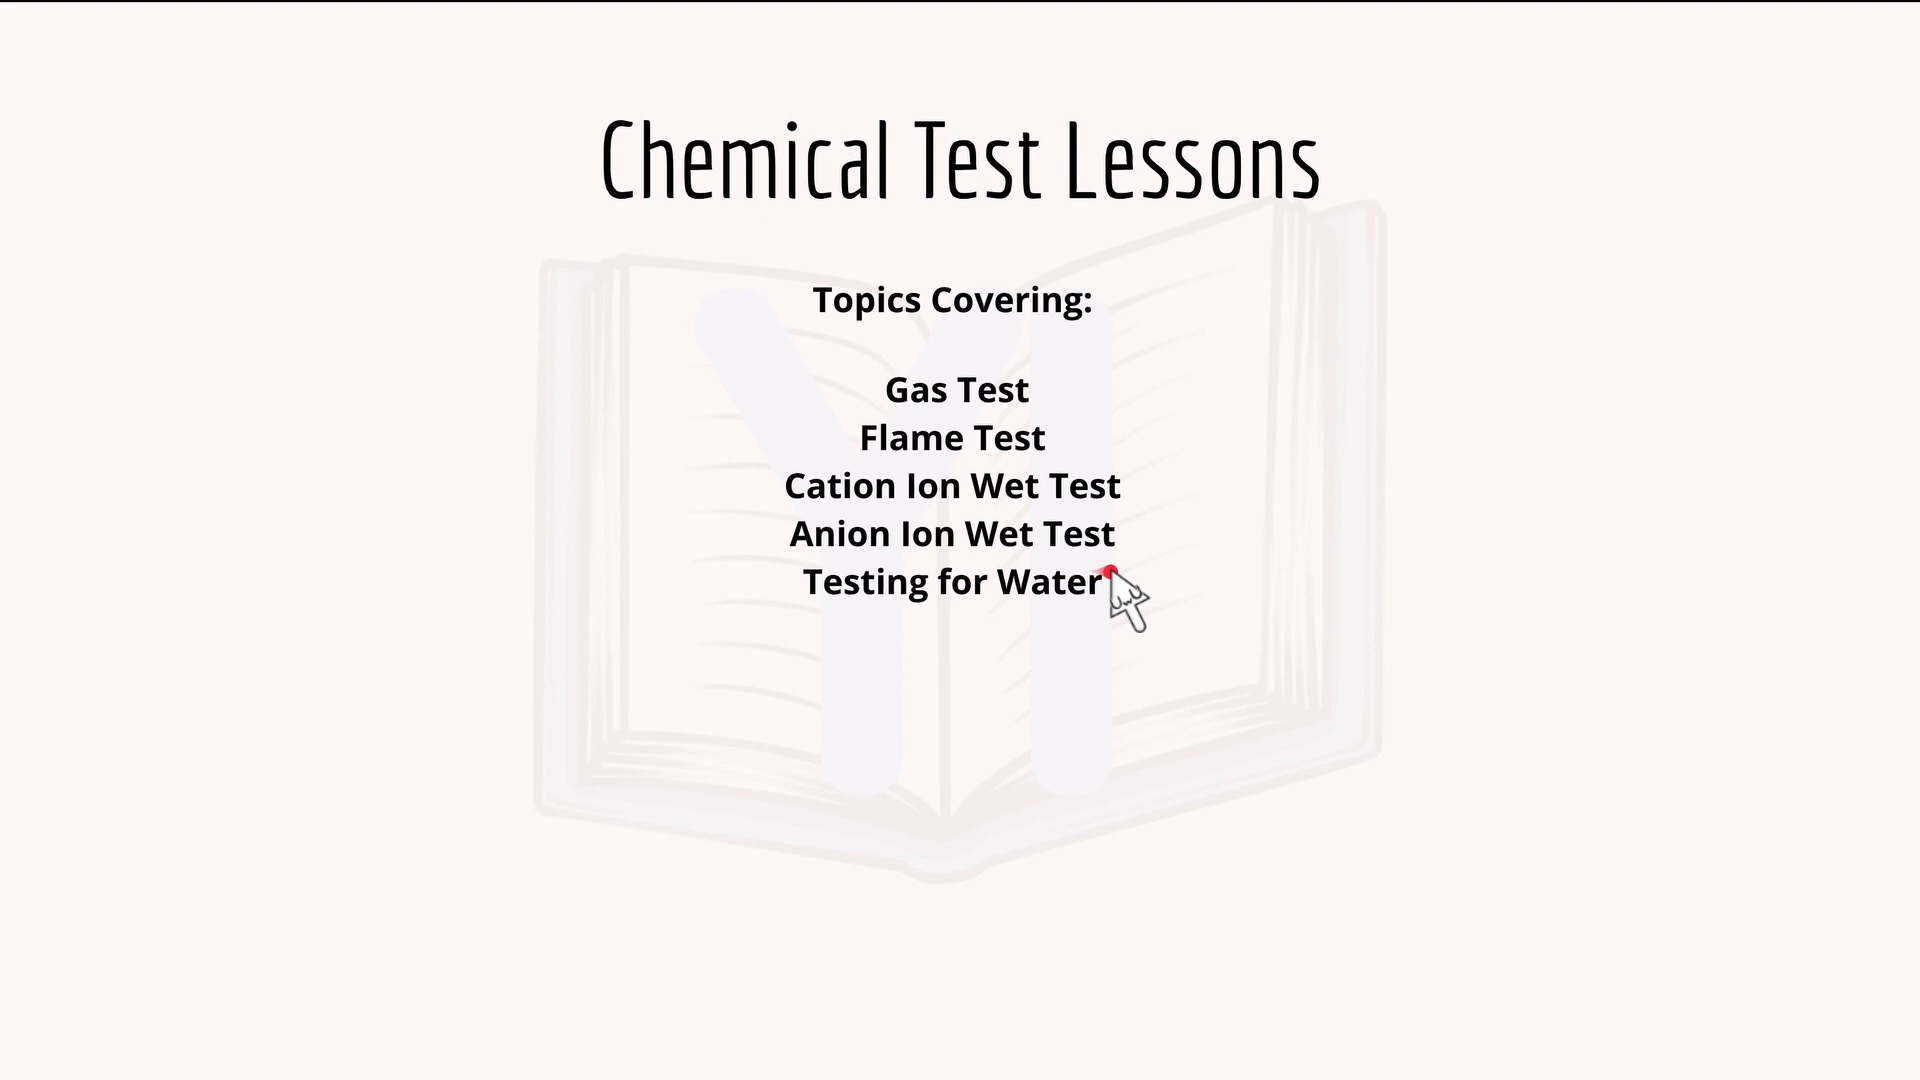 Chemical Test Lessons
Topics Covering:
Gas Test
Flame Test
Cation Ion Wet Test
Anion Ion Wet Test
Testing for Water